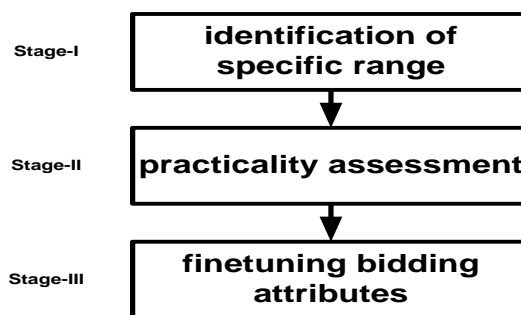 Stage-I
identification of
specific range
Stage-II
practicality assessment
Stage-III
finetuning bidding
attributes